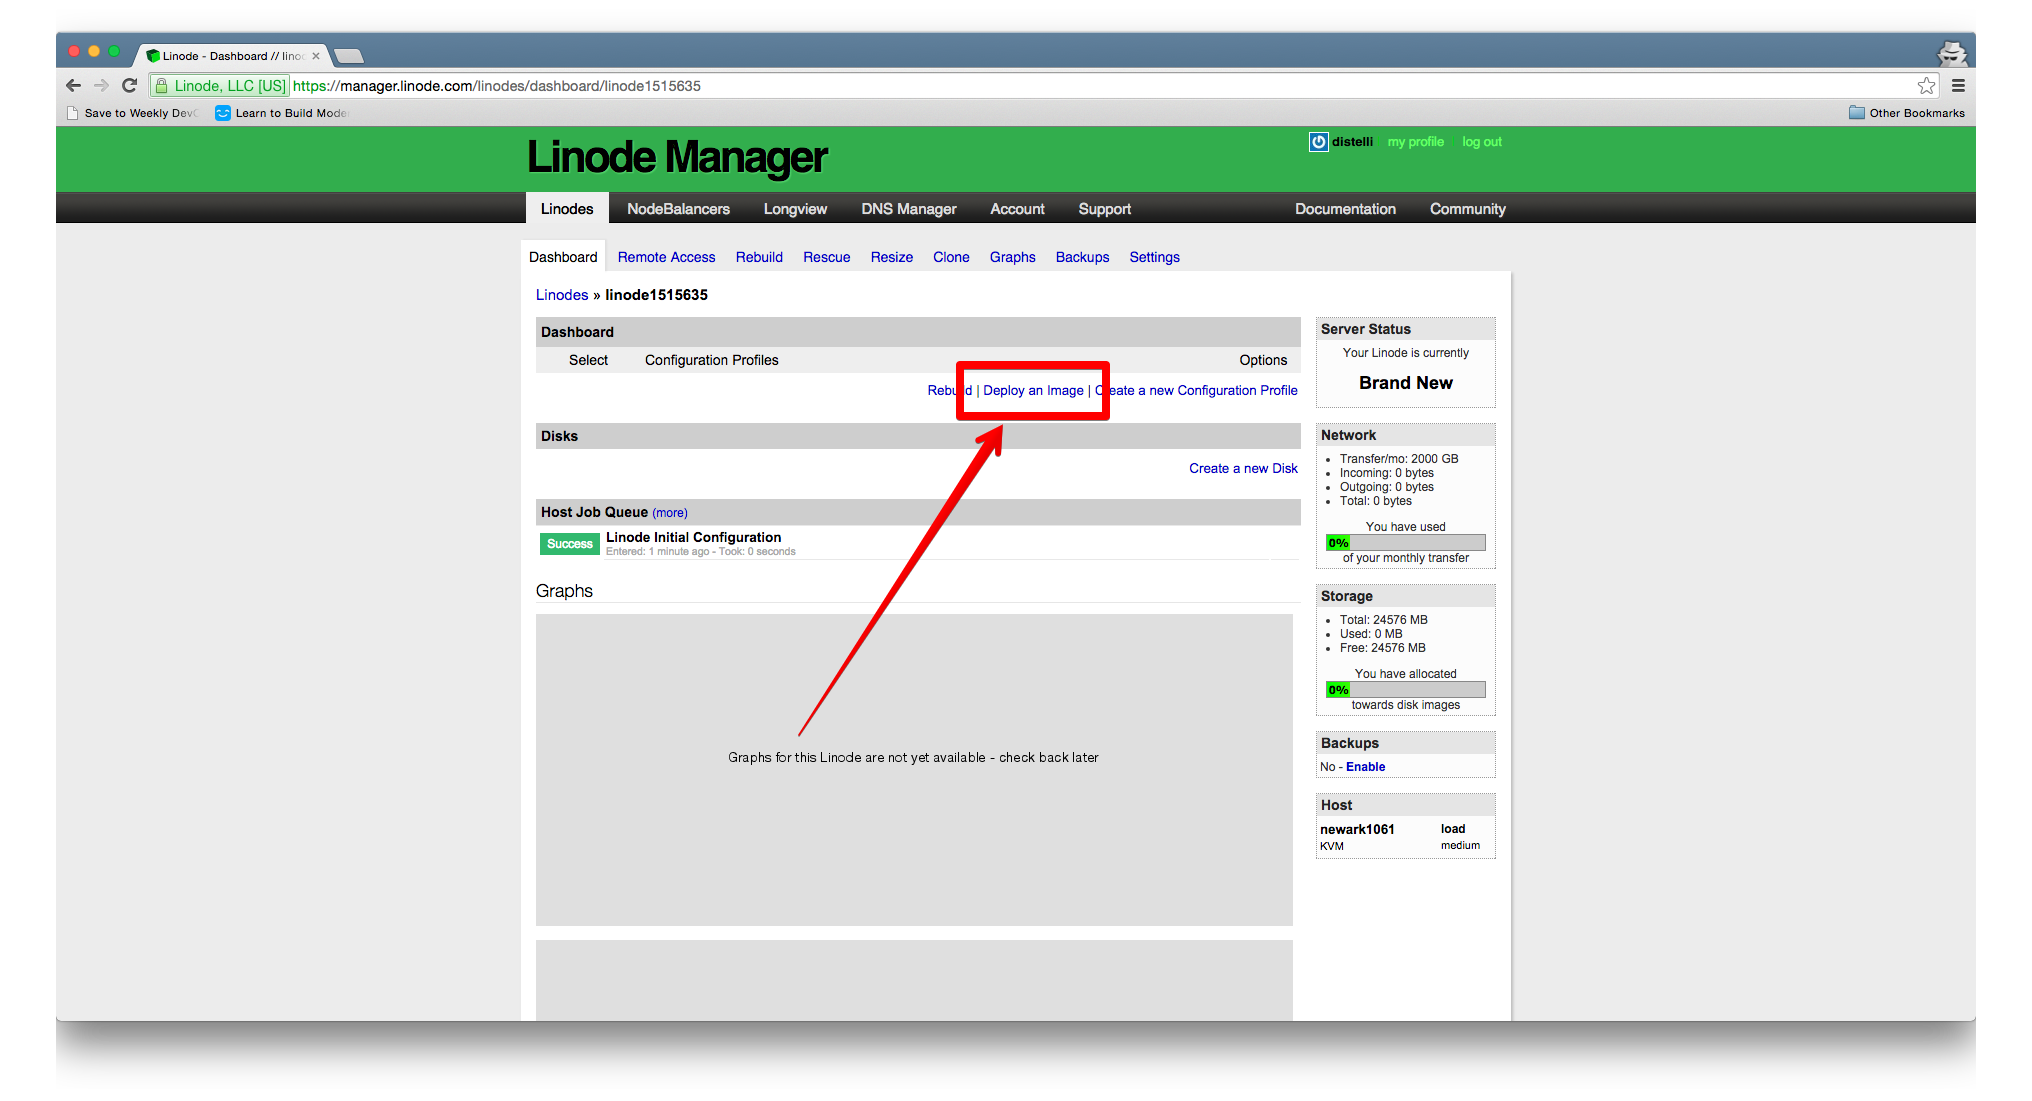 Linode - Dashboard // lino
Linode, LLC [US] https://manager.linode.com/linodes/dashboard/linode1515635
Save to Weekly Dev Learn to Build Mode Other Bookmarks
Linode Manager
distelli my profile log out
Linodes NodeBalancers Longview DNS Manager Account Support Documentation Community
Dashboard Remote Access Rebuild Rescue Resize Clone Graphs Backups Settings
Linodes » linode1515635
Dashboard
Select Configuration Profiles Options
Rebuild | Deploy an Image | Create a new Configuration Profile
Disks
Create a new Disk
Host Job Queue (more)
Success Linode Initial Configuration
Entered: 1 minute ago - Took: 0 seconds
Graphs
Graphs for this Linode are not yet available - check back later
Server Status
Your Linode is currently
Brand New
Network
Transfer/mo: 2000 GB
Incoming: 0 bytes
Outgoing: 0 bytes
Total: 0 bytes
You have used
0%
of your monthly transfer
Storage
Total: 24576 MB
Used: 0 MB
Free: 24576 MB
You have allocated
0%
towards disk images
Backups
No - Enable
Host
newark1061 load
KVM medium